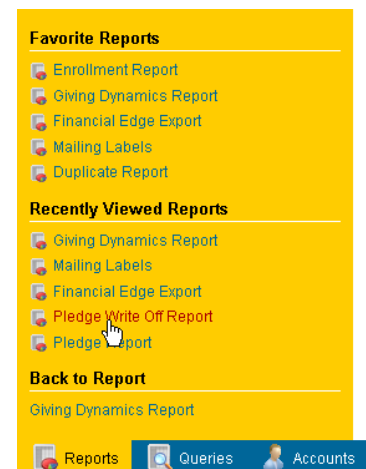 Favorite Reports
Enrollment Report
Giving Dynamics Report
Financial Edge Export
Mailing Labels
Duplicate Report
Recently Viewed Reports
Giving Dynamics Report
Mailing Labels
Financial Edge Export
Pledge Write Off Report
Pledge Report
Back to Report
Giving Dynamics Report
Reports Queries Accounts